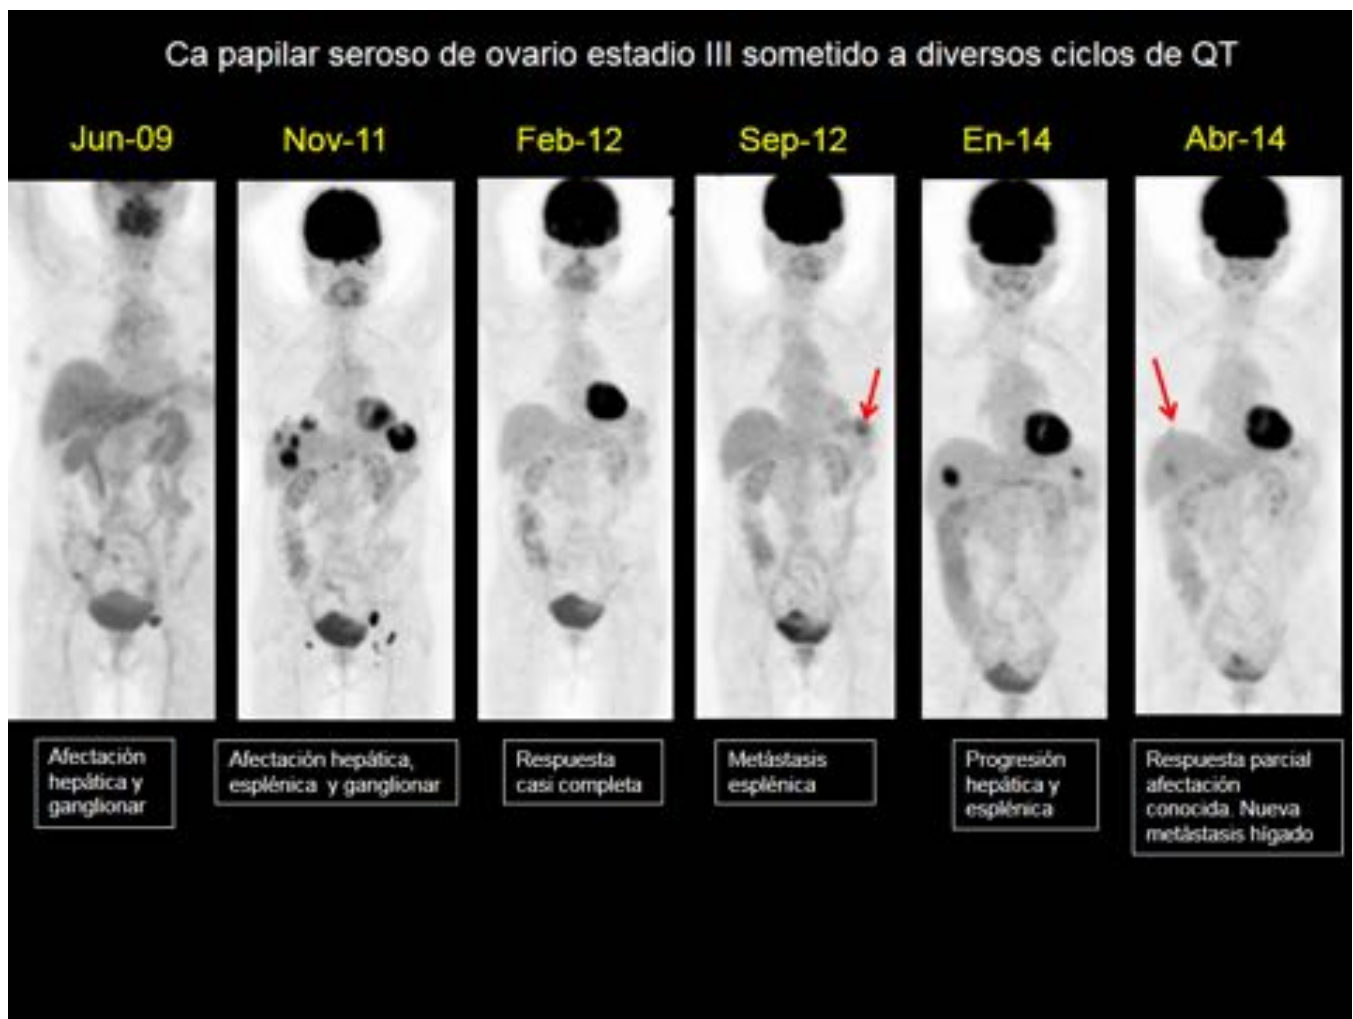 Ca papilar seroso de ovario estadio III sometido a diversos ciclos de QT
Jun-09
Nov-11
Feb-12
Sep-12
En-14
Abr-14
Afectación
hepática y
ganglionar
Afectación hepática,
esplénica y ganglionar
Respuesta
casi completa
Metástasis
esplénica
Progresión
hepática y
esplénica
Respuesta parcial
afectación
conocida. Nueva
metástasis hígado